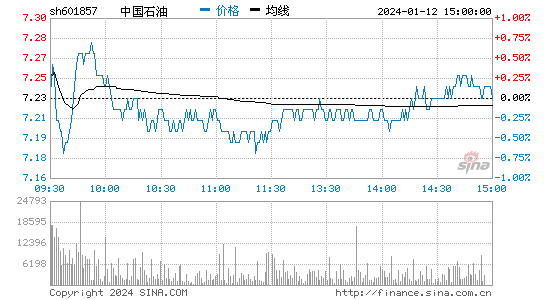 sh601857 中国石油 价格 均线 2024-01-12 15:00:00
7.30 1.00%
7.28 0.75%
7.27 0.50%
7.25 0.25%
7.23 0.00%
7.21 0.25%
7.19 0.50%
7.18 0.75%
7.16 1.00%
sina
新浪财经
09:30 10:00 10:30 11:00 11:30 13:30 14:00 14:30 15:00
24793
18595
12396
6198
Copyright 2024 SINA.COM http://finance.sina.com.cn